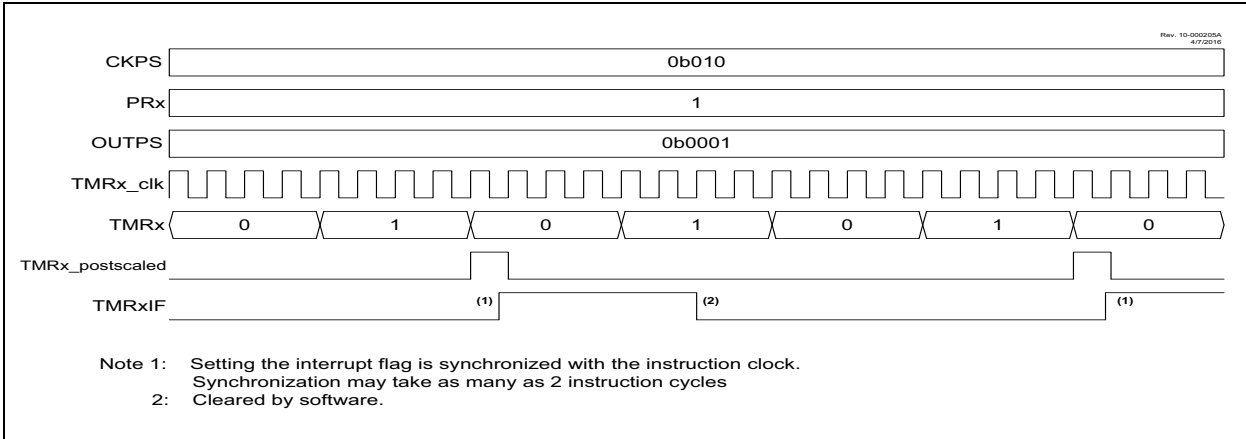 Rev. 10-000205A
4/7/2016
CKPS 0b010
PRx 1
OUTPS 0b0001
TMRx_clk
TMRx 0 1 0 1 0 1 0
TMRx_postscaled
TMRxIF (1) (2) (1)
Note 1: Setting the interrupt flag is synchronized with the instruction clock.
Synchronization may take as many as 2 instruction cycles
2: Cleared by software.